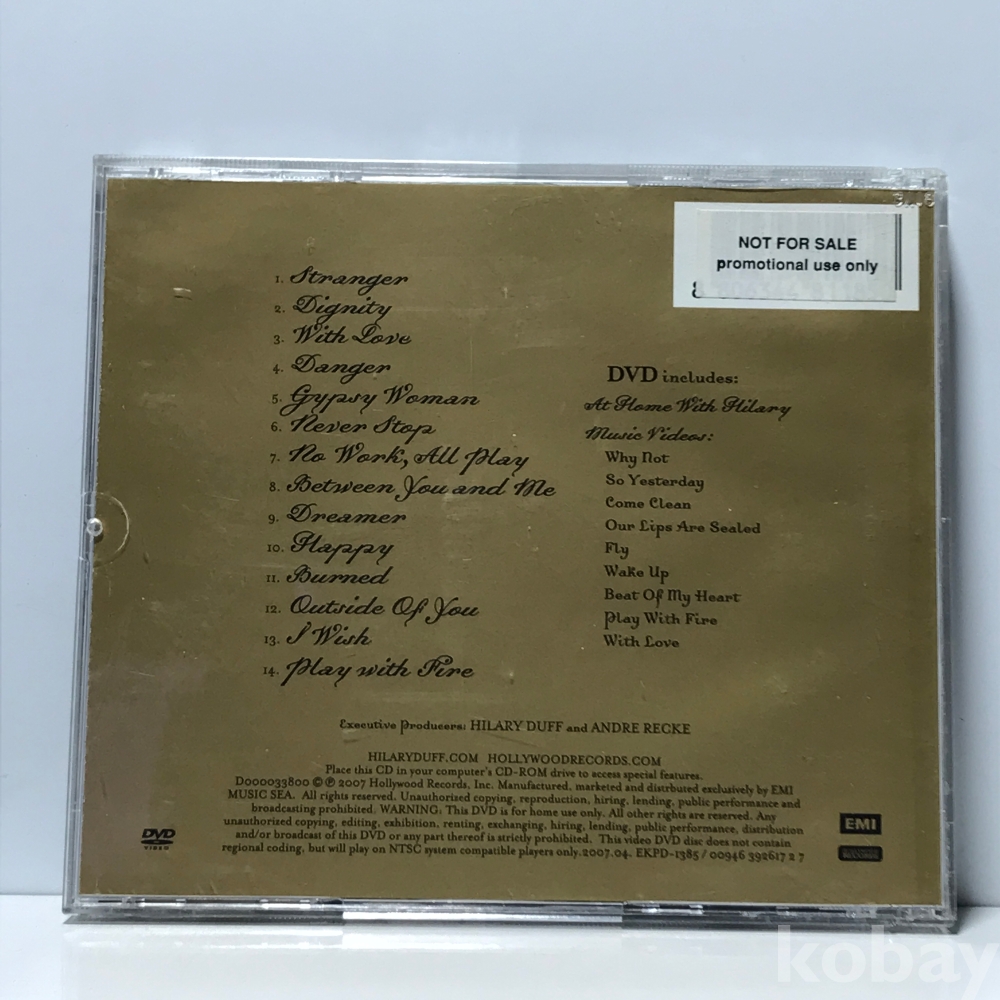 NOT FOR SALE
promotional use only
1. Stranger
2. Dignity
3. With Love
4. Danger
5. Gypsy Woman
6. Never Stop
7. No Work, All Play
8. Between You and Me
9. Dreamer
10. Happy
11. Burned
12. Outside Of You
13. I Wish
14. Play with Fire
DVD includes:
At Home With Hilary
Music Videos:
Why Not
So Yesterday
Come Clean
Our Lips Are Sealed
Fly
Wake Up
Beat Of My Heart
Play With Fire
With Love
Executive Producers: HILARY DUFF and ANDRE RECKE
HILARYDUFF.COM HOLLYWOODRECORDS.COM
Place this CD in your computer's CD-ROM drive to access special features.
D000033800 © ℗ 2007 Hollywood Records, Inc. Manufactured, marketed and distrbuted exclusively by EMI
MUSIC SEA. All rights reserved. Unauthorised copying, reproduction, hiring, lending, public performance and
broadcasting prohibited. WARNING: This DVD is for home use only. All other rights are reserved. Any
unauthorised copying, editing, exhibition, renting, exchanging, hiring, lending, public performance, distribution
and/or broadcast of this DVD or any part thereof is strictly prohibited. This video DVD disc does not contain
regional coding, but will play on NTSC system compatible players only.2007.04. EKPD-1385 / 00946 392617 2 7
DVD
VIDEO
EMI
RECORDS
kobay